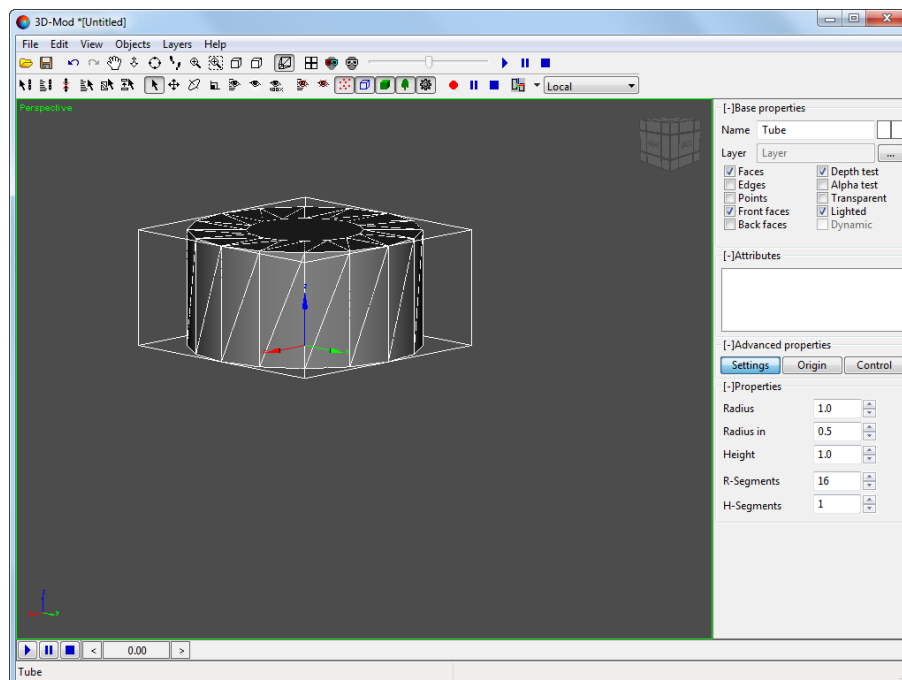 3D-Mod *[Untitled]
File Edit View Objects Layers Help
Local
Perspective
[-]Base properties
Name Tube
Layer Layer ...
Faces Depth test
Edges Alpha test
Points Transparent
Front faces Lighted
Back faces Dynamic
[-]Attributes
[-]Advanced properties
Settings Origin Control
[-]Properties
Radius 1.0
Radius in 0.5
Height 1.0
R-Segments 16
H-Segments 1
z
< 0.00 >
Tube